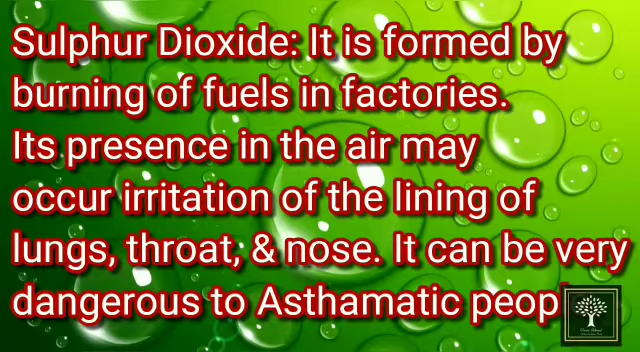 Sulphur Dioxide: It is formed by
burning of fuels in factories.
Its presence in the air may
occur irritation of the lining of
lungs, throat, & nose. It can be very
dangerous to Asthamatic